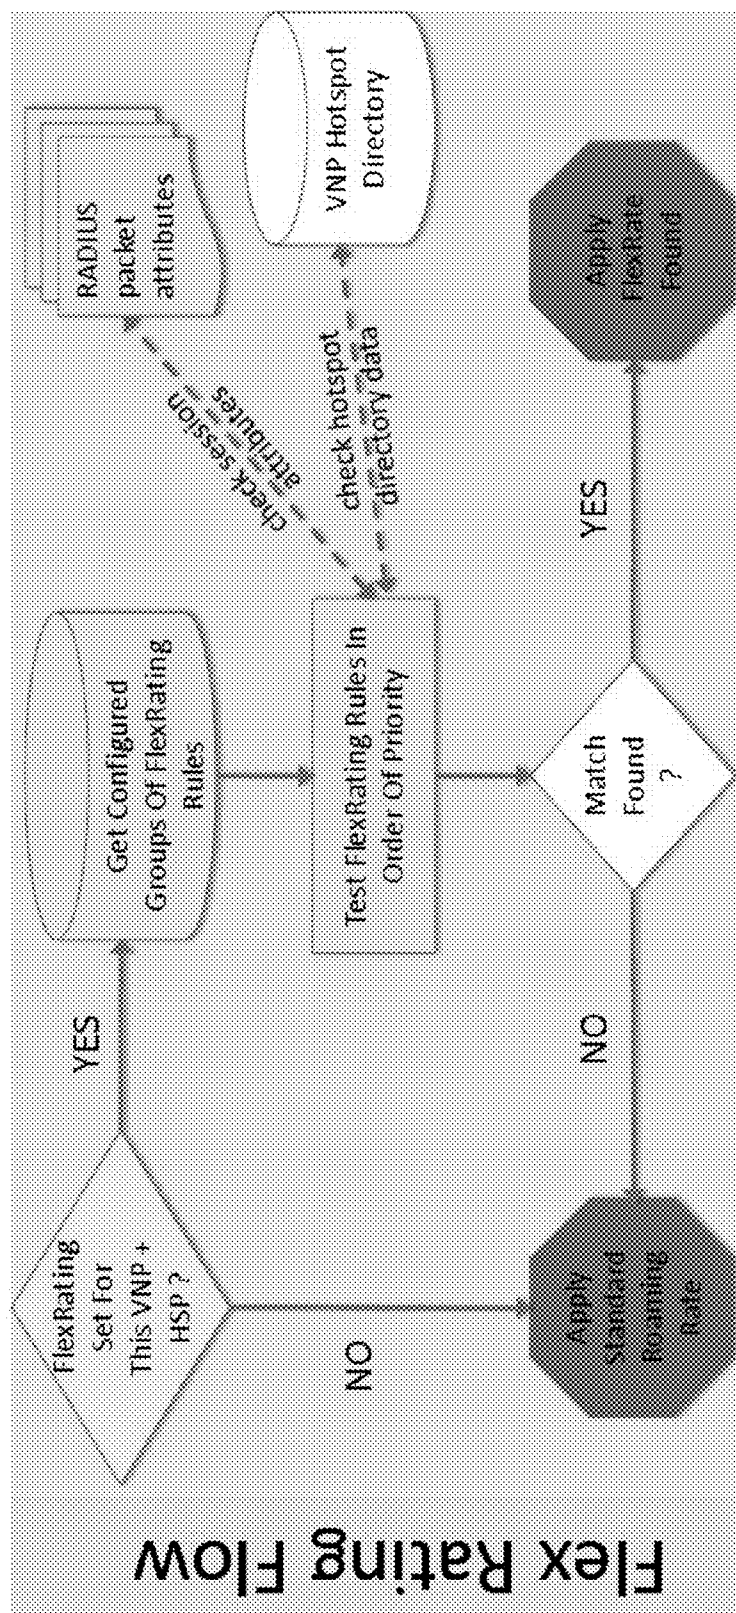 Flex Rating Flow
FlexRating
Set For
This VNP +
HSP ?
YES
NO
Get Configured
Groups Of FlexRating
Rules
Test FlexRating Rules In
Order Of Priority
check session
attributes
RADIUS
packet
attributes
check hotspot
directory data
VNP Hotspot
Directory
Match
Found
?
NO
YES
Apply
Standard
Roaming
Rate
Apply
FlexRate
Found